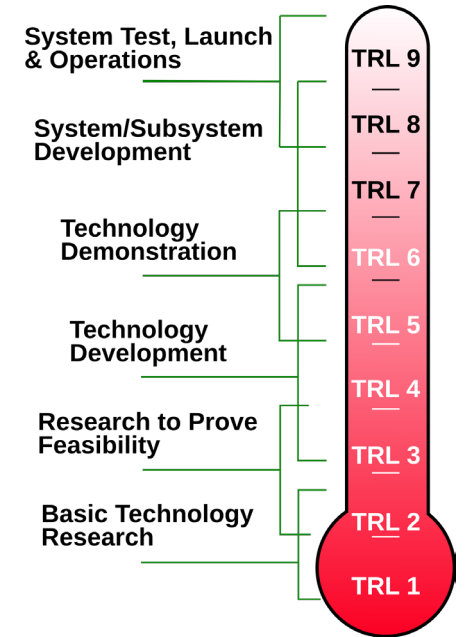 System Test, Launch
& Operations
System/Subsystem
Development
Technology
Demonstration
Technology
Development
Research to Prove
Feasibility
Basic Technology
Research
TRL 9
TRL 8
TRL 7
TRL 6
TRL 5
TRL 4
TRL 3
TRL 2
TRL 1